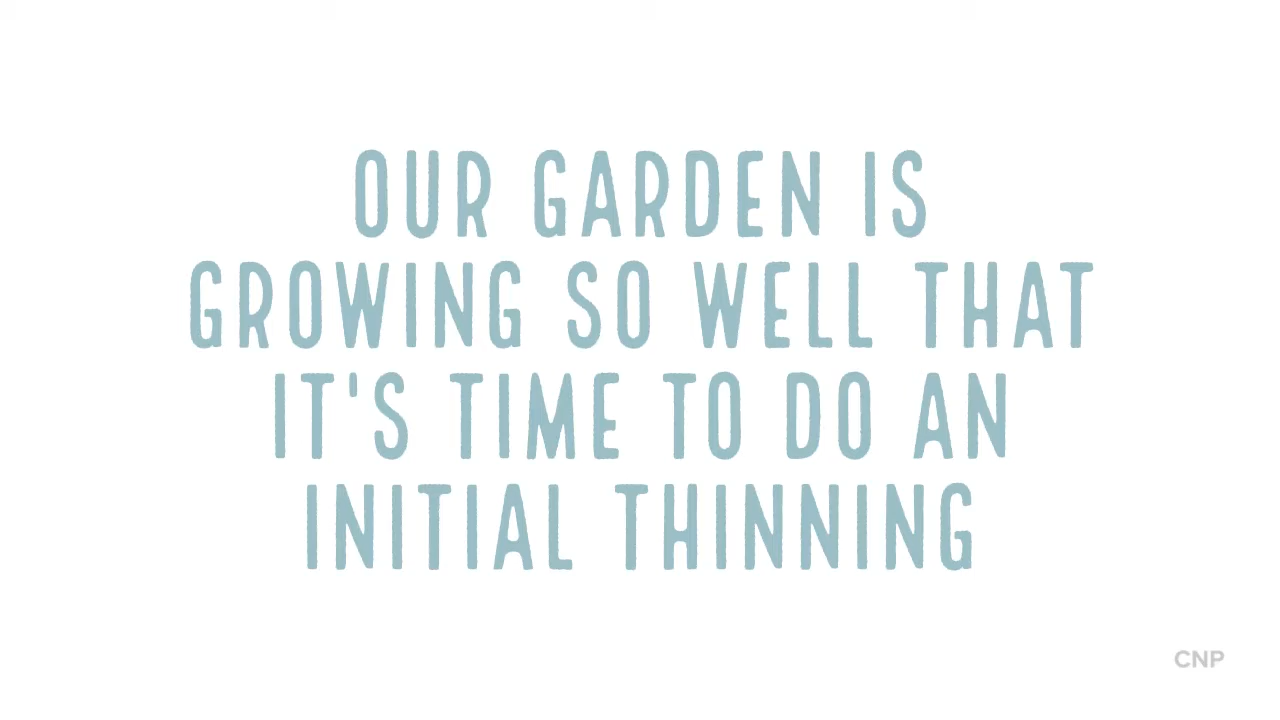 OUR GARDEN IS
GROWING SO WELL THAT
IT'S TIME TO DO AN
INITIAL THINNING
CNP